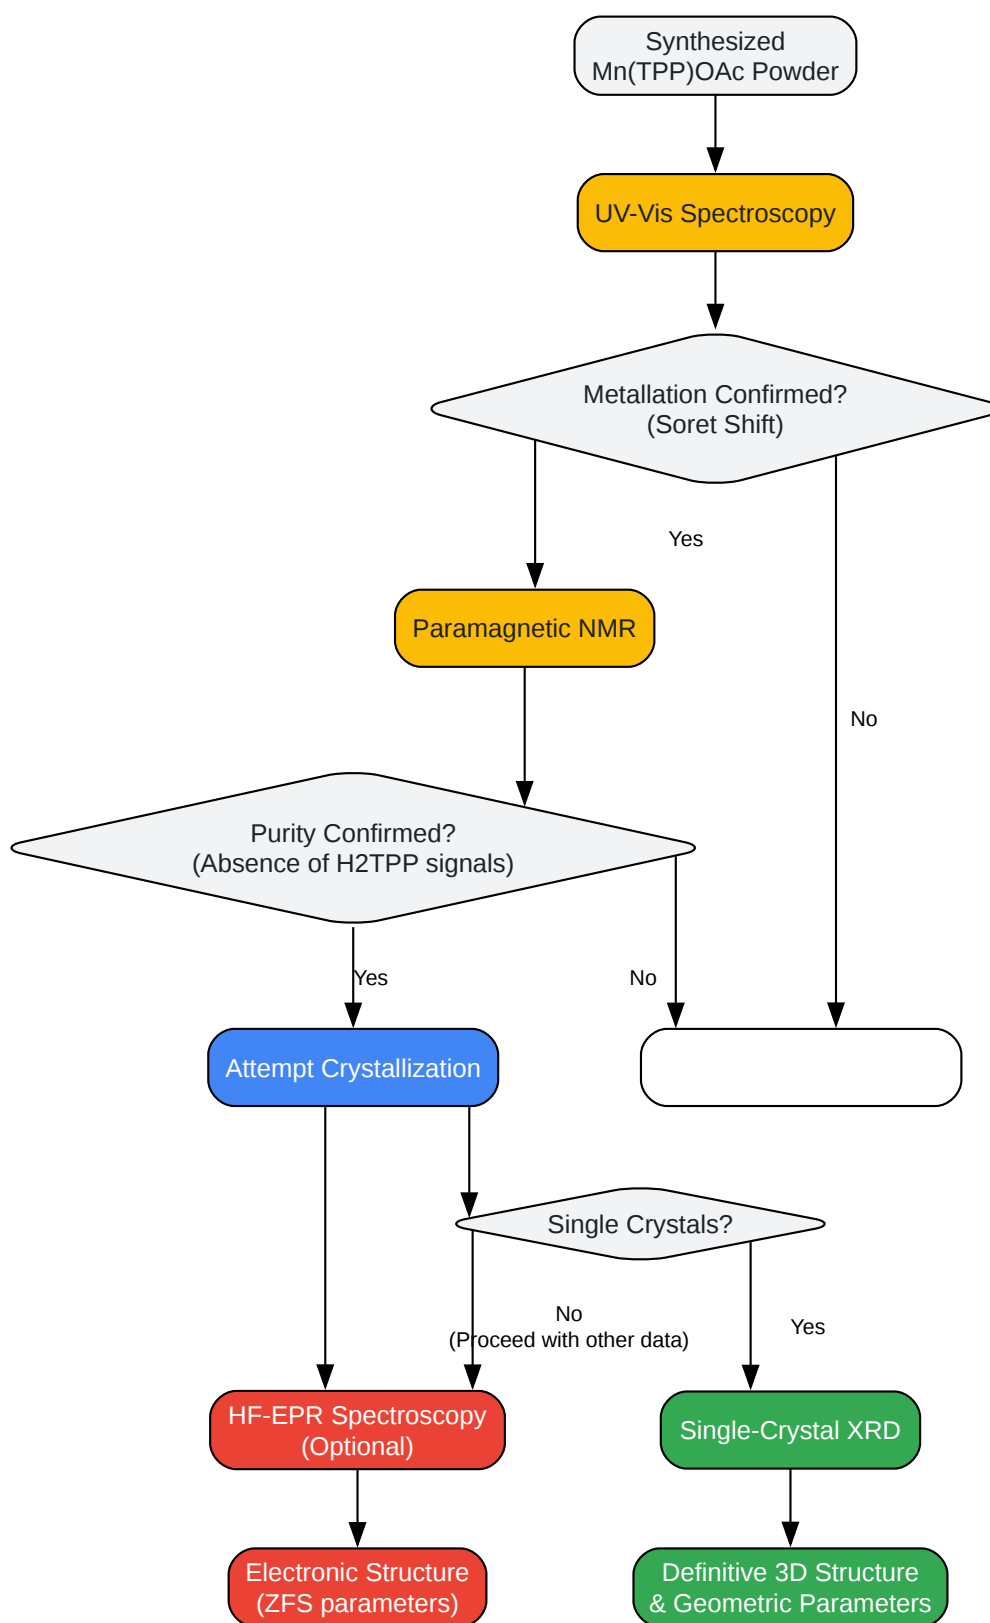 Synthesized
Mn(TPP)OAc Powder
UV-Vis Spectroscopy
Metallation Confirmed?
(Soret Shift)
Yes
Paramagnetic NMR
No
Purity Confirmed?
(Absence of H2TPP signals)
Yes
No
Attempt Crystallization
Single Crystals?
No
(Proceed with other data)
Yes
HF-EPR Spectroscopy
(Optional)
Single-Crystal XRD
Electronic Structure
(ZFS parameters)
Definitive 3D Structure
& Geometric Parameters